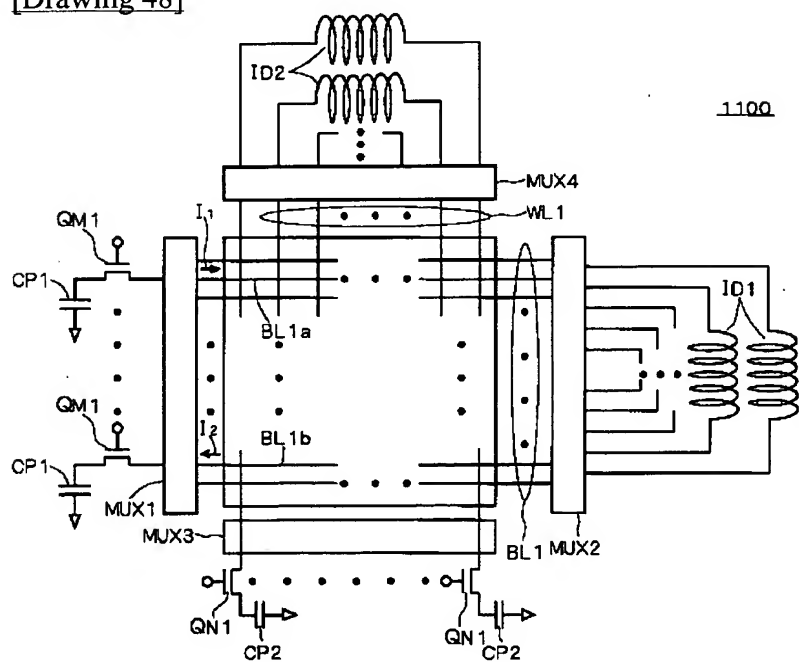 [Drawing 48]
ID2
1100
MUX4
I1
WL1
QM1
CP1
ID1
BL1a
QM1
I2
BL1b
CP1
MUX1
MUX3
BL1
MUX2
QN1
CP2
QN1
CP2